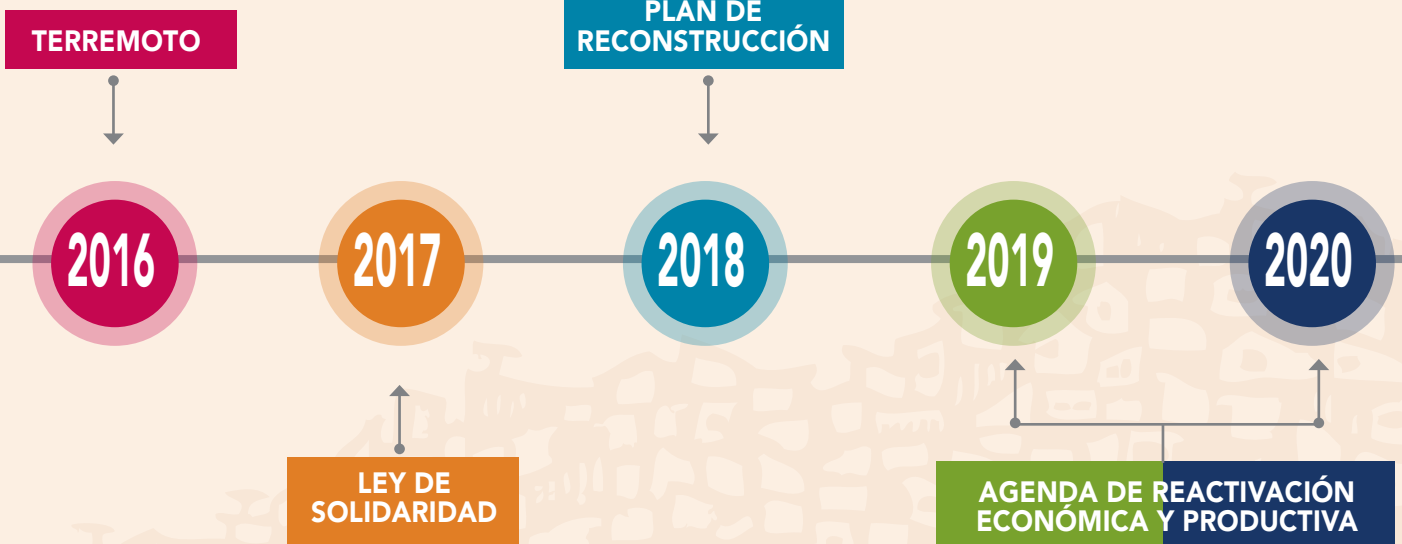 TERREMOTO
PLAN DE
RECONSTRUCCIÓN
2016
2017
2018
2019
2020
LEY DE
SOLIDARIDAD
AGENDA DE REACTIVACIÓN
ECONÓMICA Y PRODUCTIVA